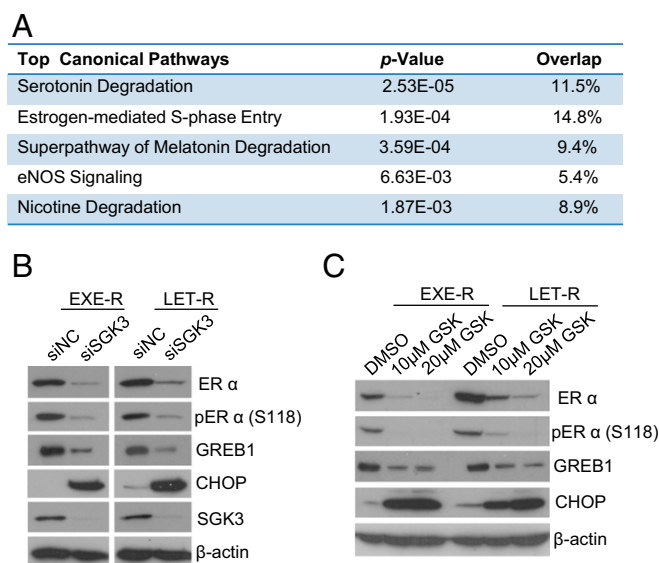 A
Top Canonical Pathways p-Value Overlap
Serotonin Degradation 2.53E-05 11.5%
Estrogen-mediated S-phase Entry 1.93E-04 14.8%
Superpathway of Melatonin Degradation 3.59E-04 9.4%
eNOS Signaling 6.63E-03 5.4%
Nicotine Degradation 1.87E-03 8.9%
B
EXE-R LET-R
siNC siSGK3 siNC siSGK3
ER α
pER α (S118)
GREB1
CHOP
SGK3
β-actin
C
EXE-R LET-R
DMSO 10µM GSK 20µM GSK DMSO 10µM GSK 20µM GSK
ER α
pER α (S118)
GREB1
CHOP
β-actin